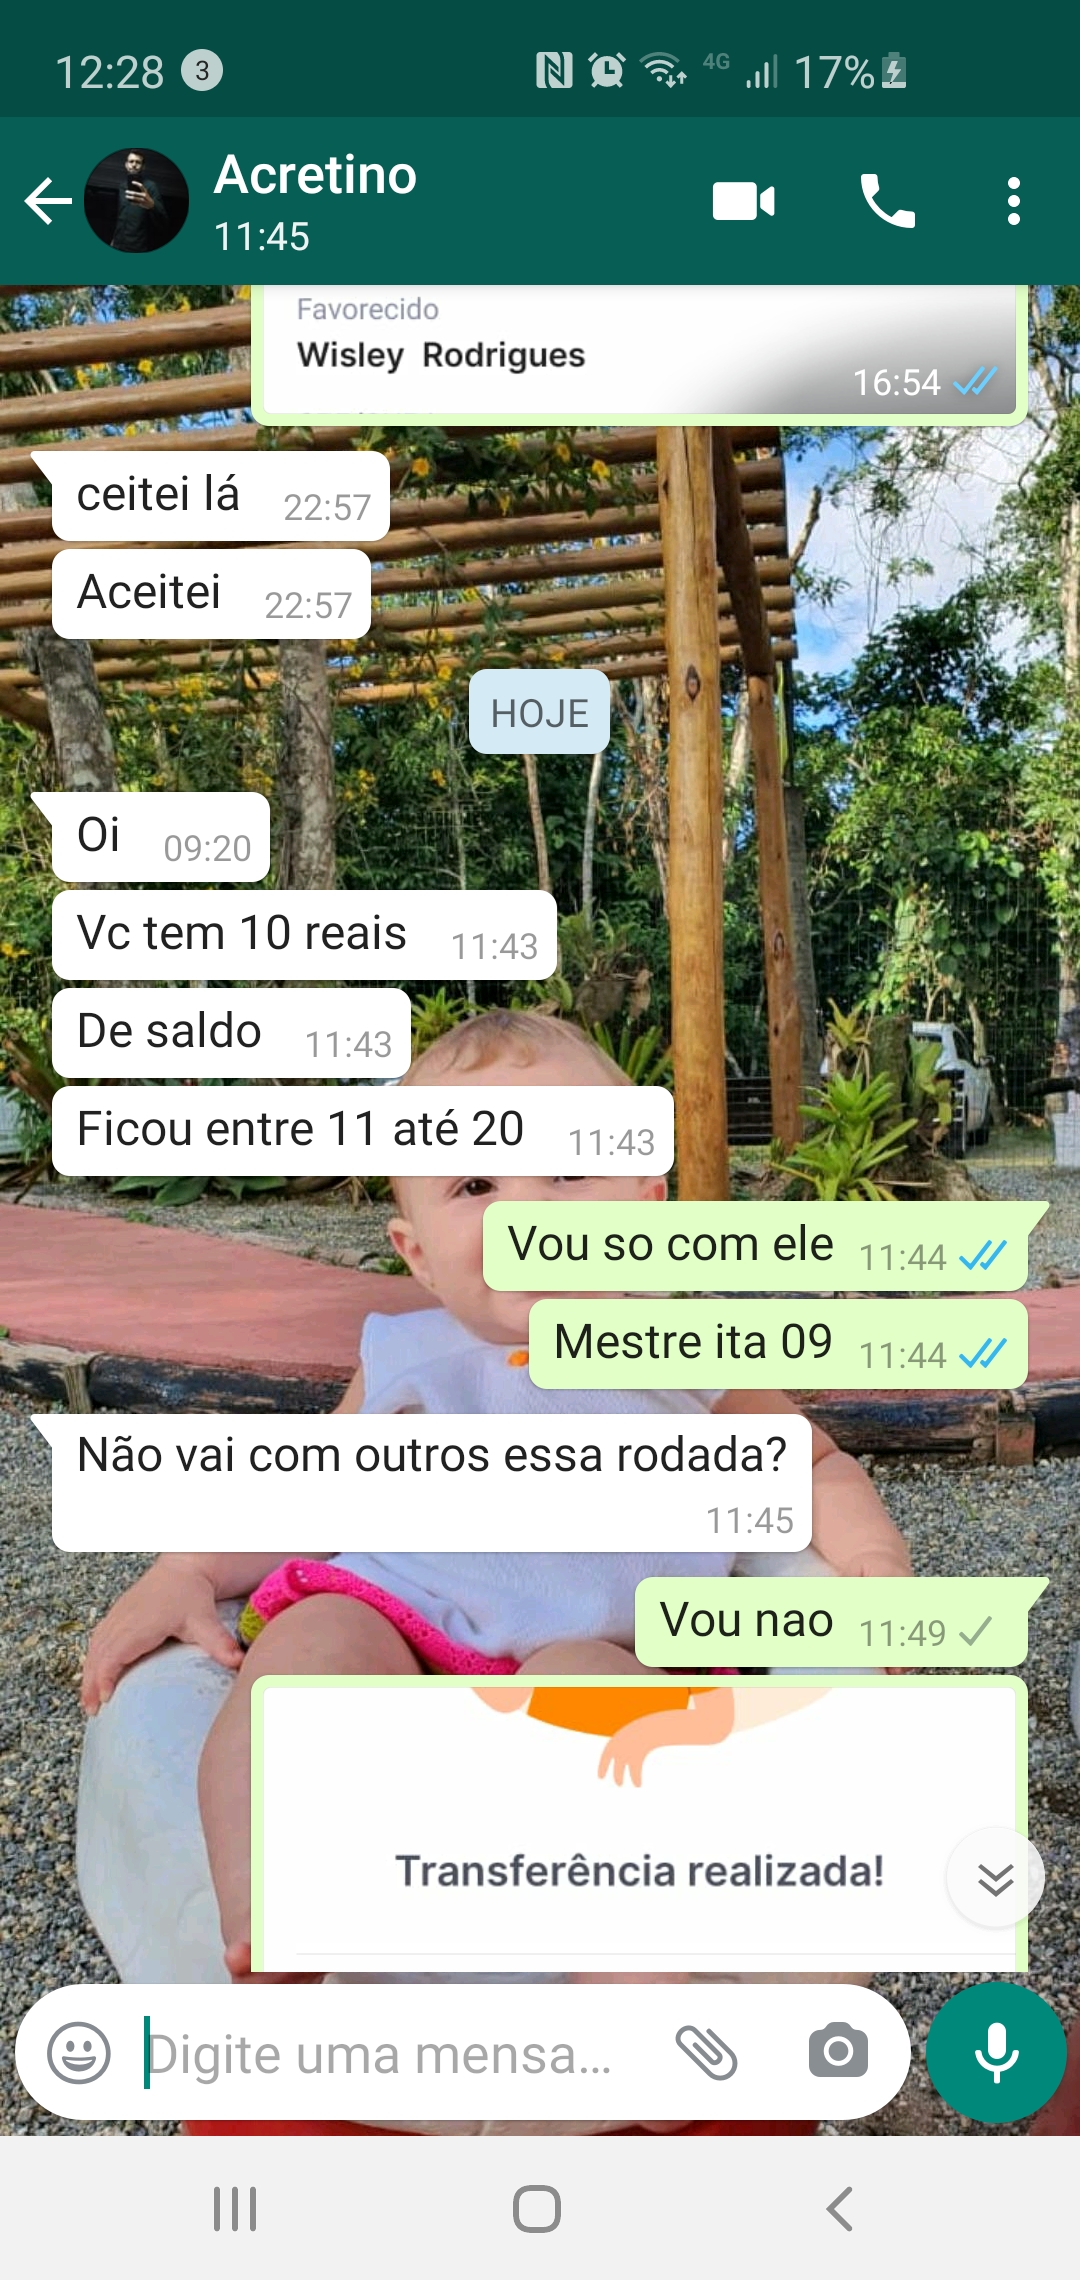 12:28 3 4G 17%
Acretino
11:45
Favorecido
Wisley Rodrigues
16:54
ceitei lá 22:57
Aceitei 22:57
HOJE
Oi 09:20
Vc tem 10 reais 11:43
De saldo 11:43
Ficou entre 11 até 20 11:43
Vou so com ele 11:44
Mestre ita 09 11:44
Não vai com outros essa rodada?
11:45
Vou nao 11:49
Transferência realizada!
Digite uma mensa...